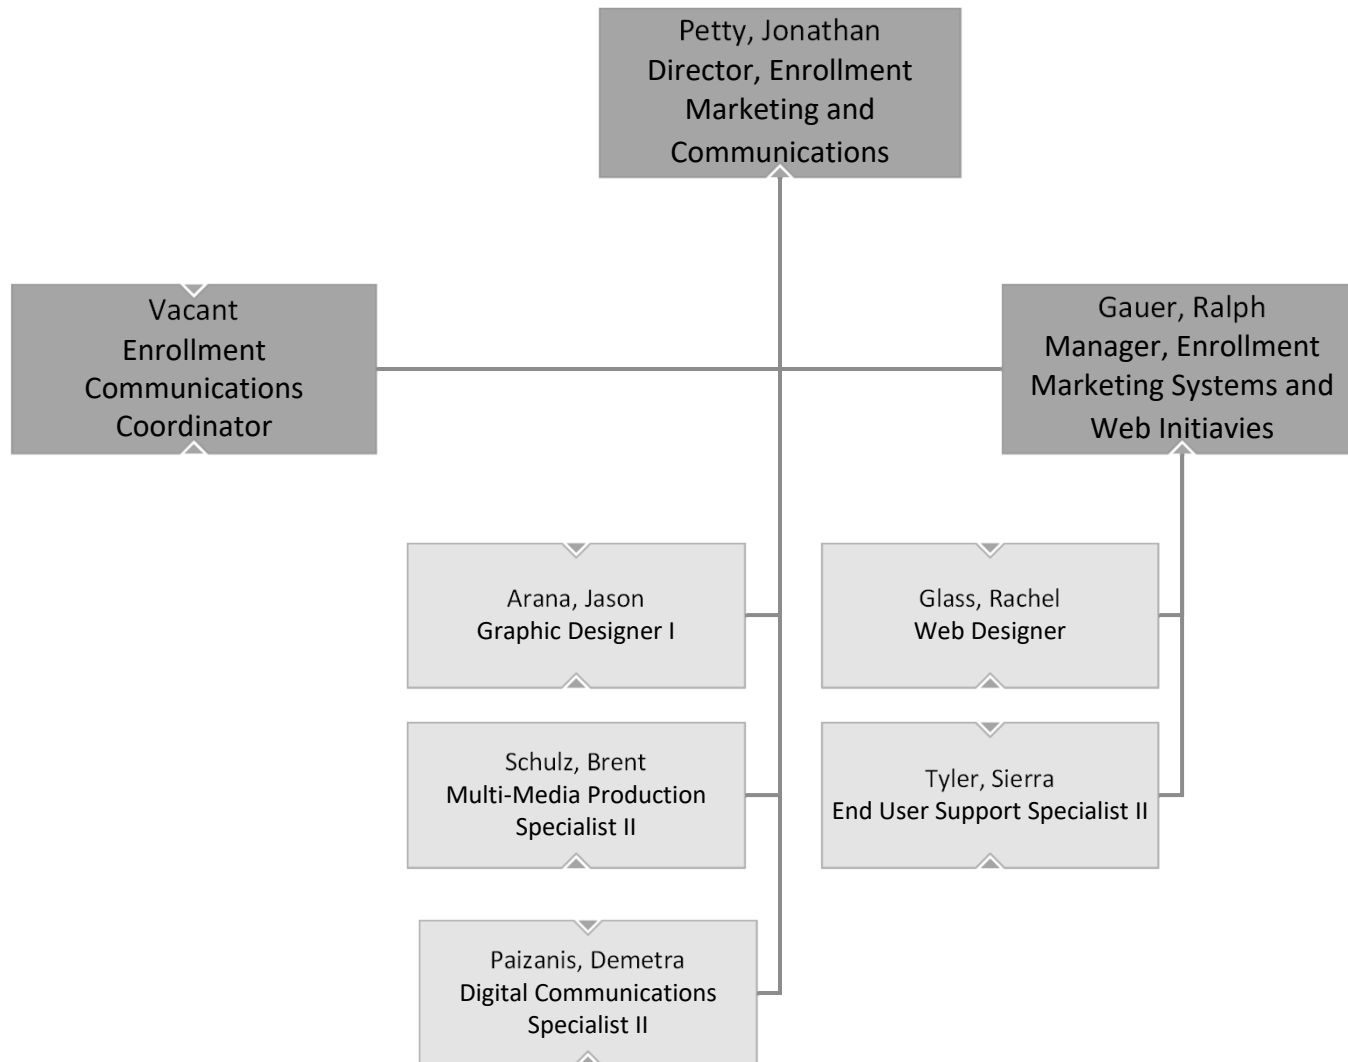 Petty, Jonathan
Director, Enrollment
Marketing and
Communications
Vacant
Enrollment
Communications
Coordinator
Gauer, Ralph
Manager, Enrollment
Marketing Systems and
Web Initiavies
Arana, Jason
Graphic Designer I
Glass, Rachel
Web Designer
Schulz, Brent
Multi-Media Production
Specialist II
Tyler, Sierra
End User Support Specialist II
Paizanis, Demetra
Digital Communications
Specialist II